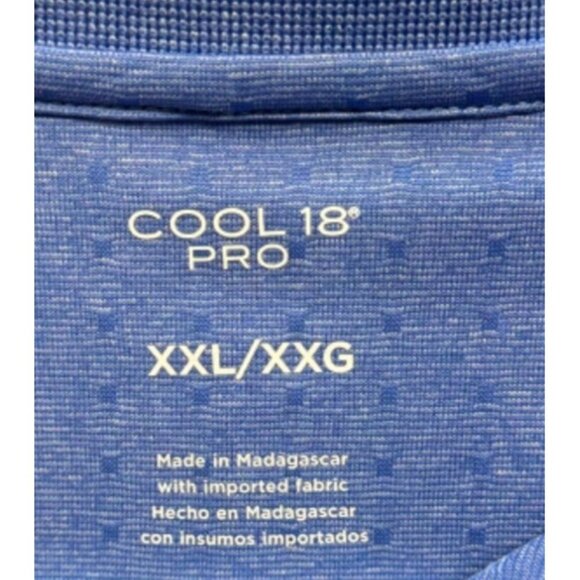 COOL 18®
PRO
XXL/XXG
Made in Madagascar
with imported fabric
Hecho en Madagascar
con insumos importados